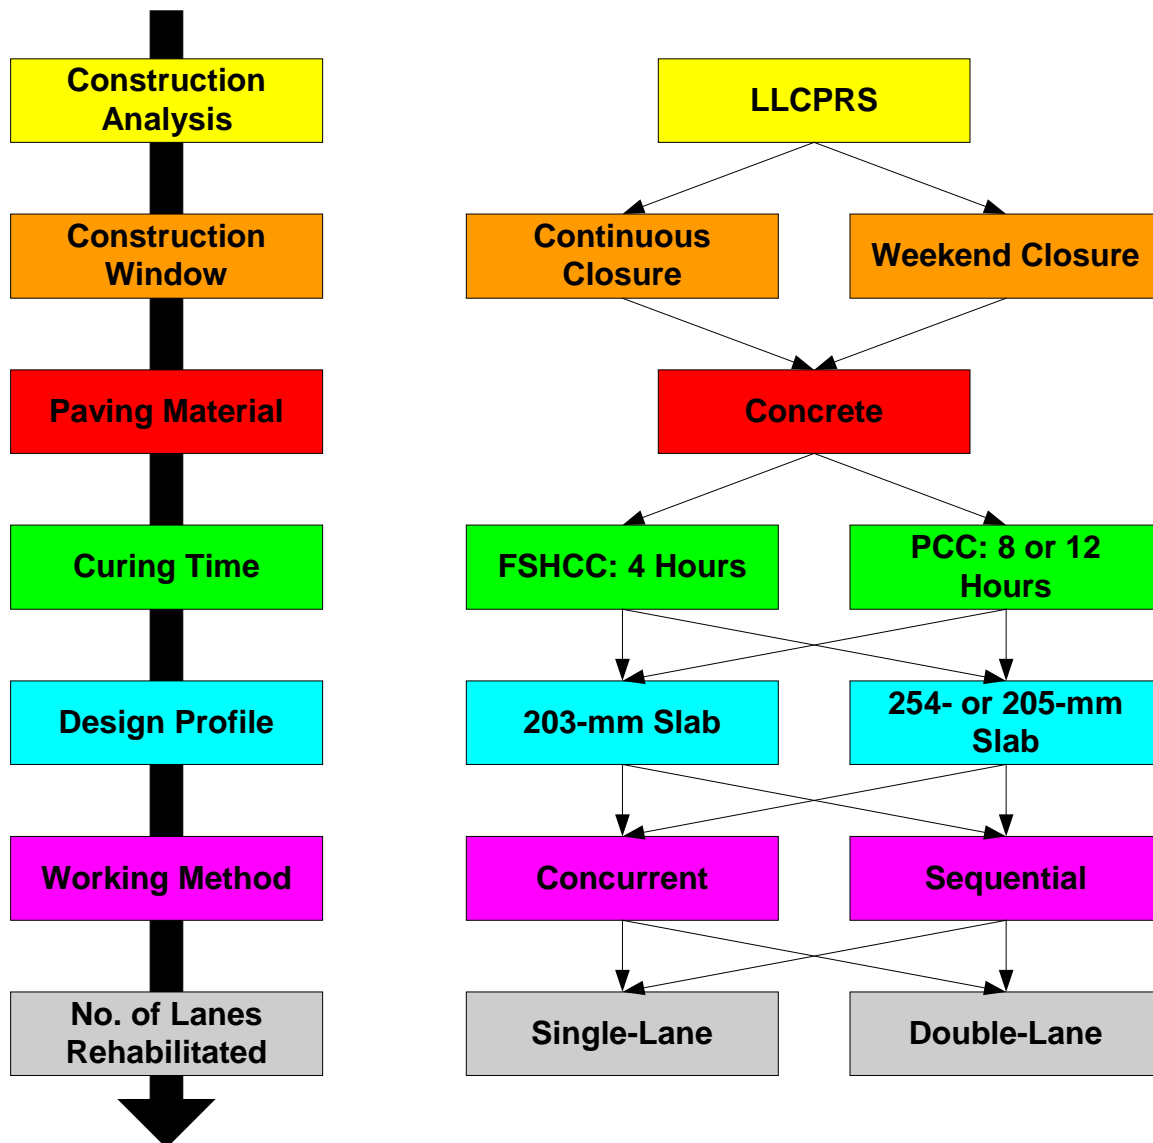 Construction
Analysis
LLCPRS
Construction
Window
Continuous
Closure
Weekend Closure
Paving Material
Concrete
Curing Time
FSHCC: 4 Hours
PCC: 8 or 12
Hours
Design Profile
203-mm Slab
254- or 205-mm
Slab
Working Method
Concurrent
Sequential
No. of Lanes
Rehabilitated
Single-Lane
Double-Lane